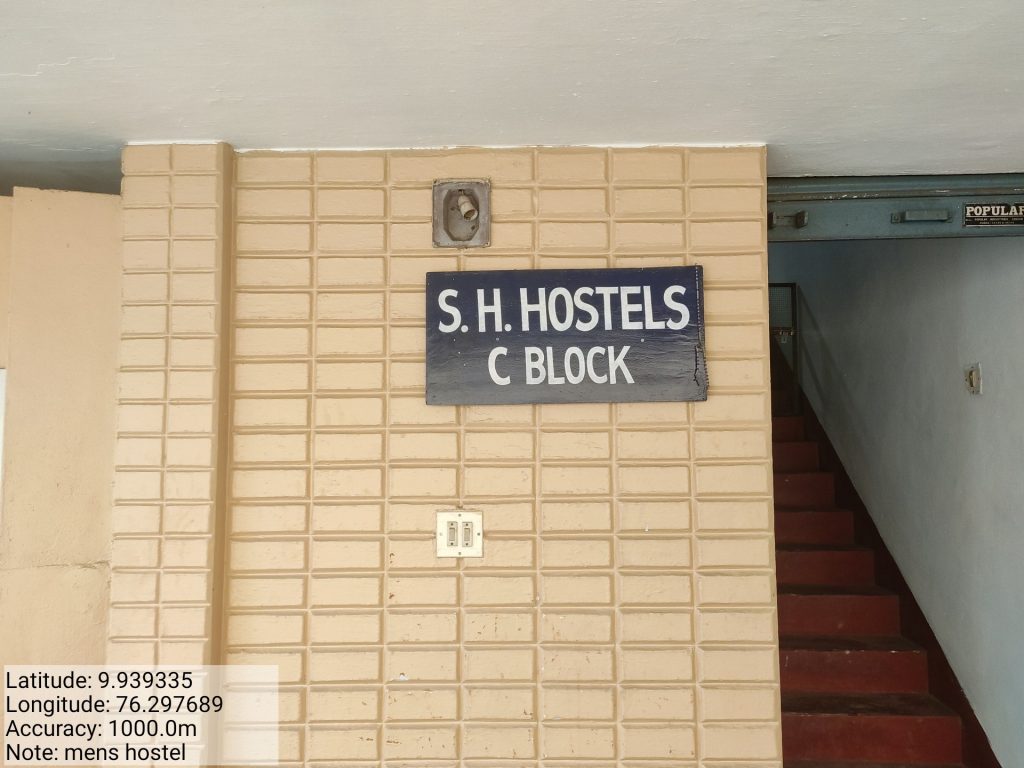 POPULAR
S. H. HOSTELS
C BLOCK
Latitude: 9.939335
Longitude: 76.297689
Accuracy: 1000.0m
Note: mens hostel